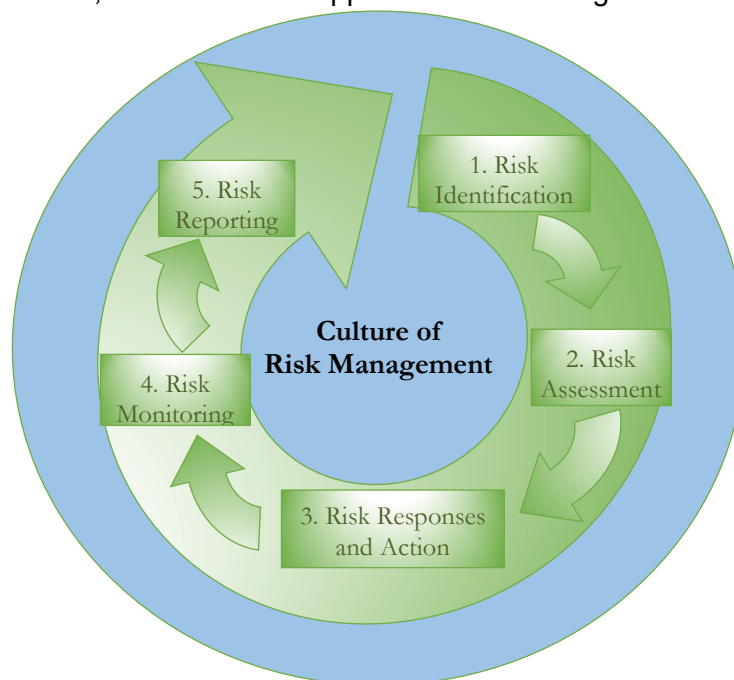 Culture of
Risk Management
1. Risk
Identification
2. Risk
Assessment
3. Risk Responses
and Action
4. Risk
Monitoring
5. Risk
Reporting